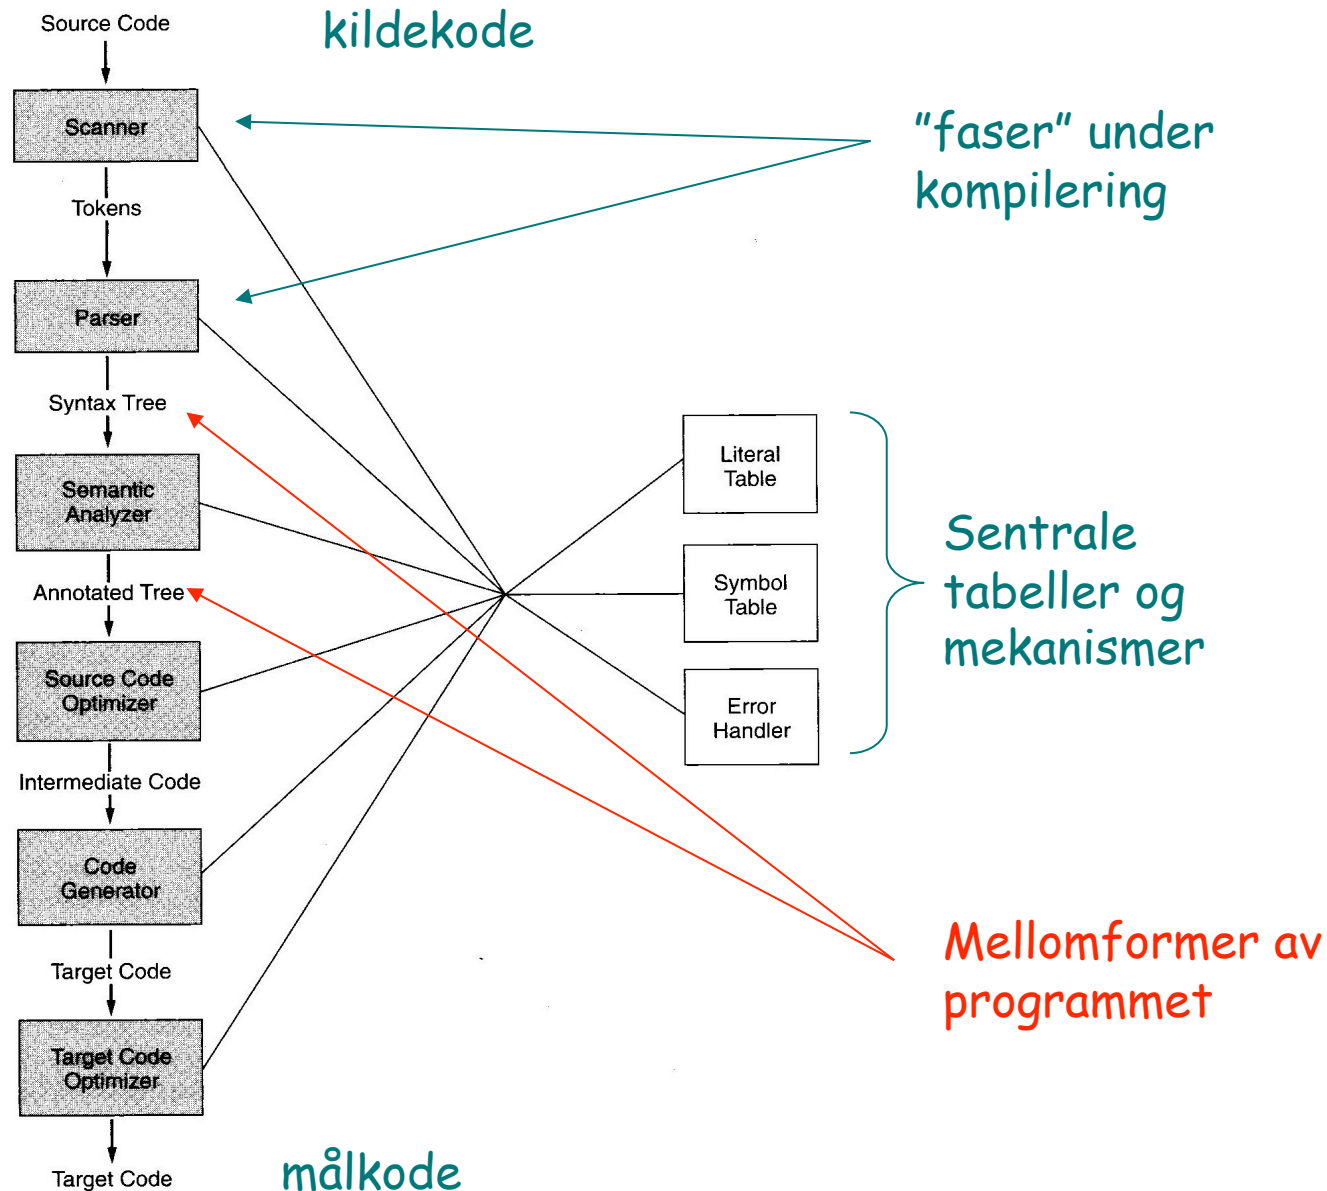 Source Code
kildekode
Scanner
"faser" under
kompilering
Tokens
Parser
Syntax Tree
Literal
Table
Semantic
Analyzer
Sentrale
tabeller og
mekanismer
Annotated Tree
Symbol
Table
Source Code
Optimizer
Error
Handler
Intermediate Code
Code
Generator
Mellomformer av
programmet
Target Code
Target Code
Optimizer
Target Code
målkode